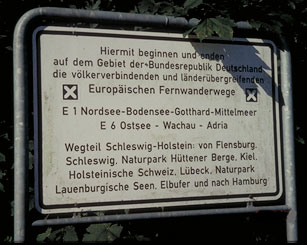 Hiermit beginnen und enden
auf dem Gebiet der Bundesrepublik Deutschland
die völkerverbindenden und länderübergreifenden
Europäischen Fernwanderwege
E 1 Nordsee-Bodensee-Gotthard-Mittelmeer
E 6 Ostsee - Wachau - Adria
Wegteil Schleswig-Holstein: von Flensburg,
Schleswig, Naturpark Hüttener Berge, Kiel,
Holsteinische Schweiz, Lübeck, Naturpark
Lauenburgische Seen, Elbufer und nach Hamburg